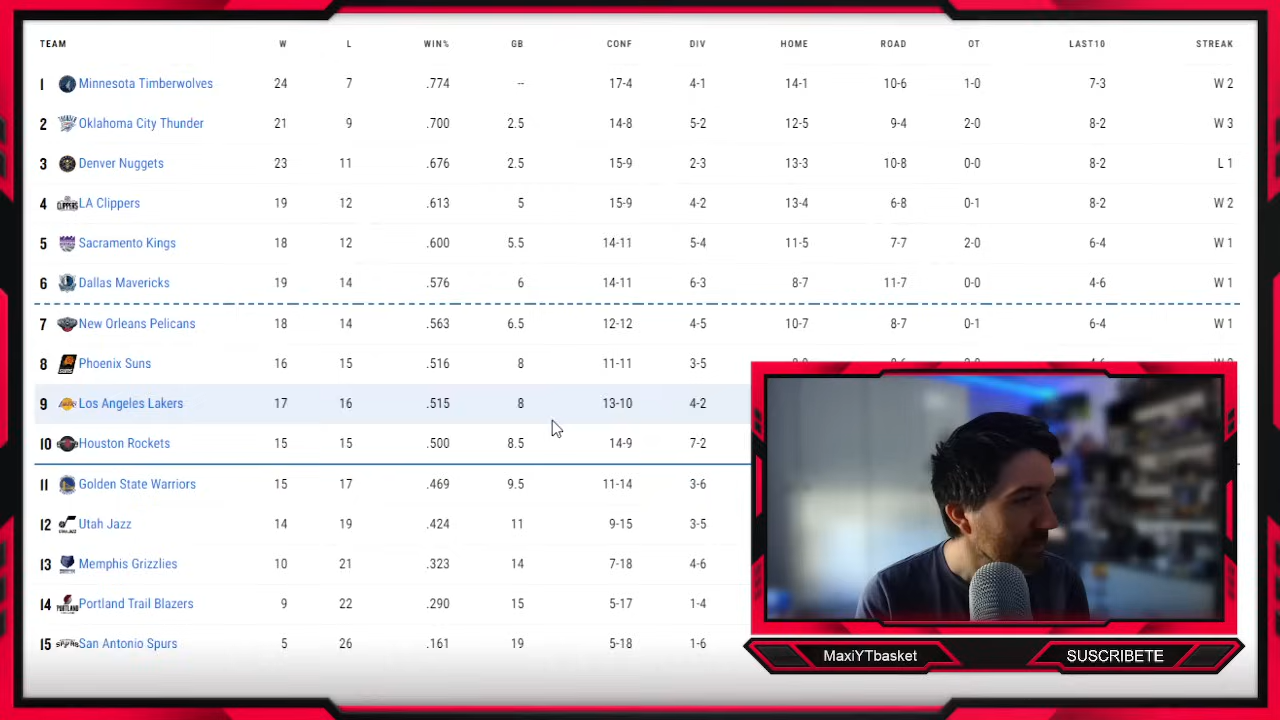 TEAM W L WIN% GB CONF DIV HOME ROAD OT LAST10 STREAK
1 Minnesota Timberwolves 24 7 .774 -- 17-4 4-1 14-1 10-6 1-0 7-3 W 2
2 Oklahoma City Thunder 21 9 .700 2.5 14-8 5-2 12-5 9-4 2-0 8-2 W 3
3 Denver Nuggets 23 11 .676 2.5 15-9 2-3 13-3 10-8 0-0 8-2 L 1
4 LA Clippers 19 12 .613 5 15-9 4-2 13-4 6-8 0-1 8-2 W 2
5 Sacramento Kings 18 12 .600 5.5 14-11 5-4 11-5 7-7 2-0 6-4 W 1
6 Dallas Mavericks 19 14 .576 6 14-11 6-3 8-7 11-7 0-0 4-6 W 1
7 New Orleans Pelicans 18 14 .563 6.5 12-12 4-5 10-7 8-7 0-1 6-4 W 1
8 Phoenix Suns 16 15 .516 8 11-11 3-5
9 Los Angeles Lakers 17 16 .515 8 13-10 4-2
10 Houston Rockets 15 15 .500 8.5 14-9 7-2
11 Golden State Warriors 15 17 .469 9.5 11-14 3-6
12 Utah Jazz 14 19 .424 11 9-15 3-5
13 Memphis Grizzlies 10 21 .323 14 7-18 4-6
14 Portland Trail Blazers 9 22 .290 15 5-17 1-4
15 San Antonio Spurs 5 26 .161 19 5-18 1-6
MaxiYTbasket SUSCRIBETE